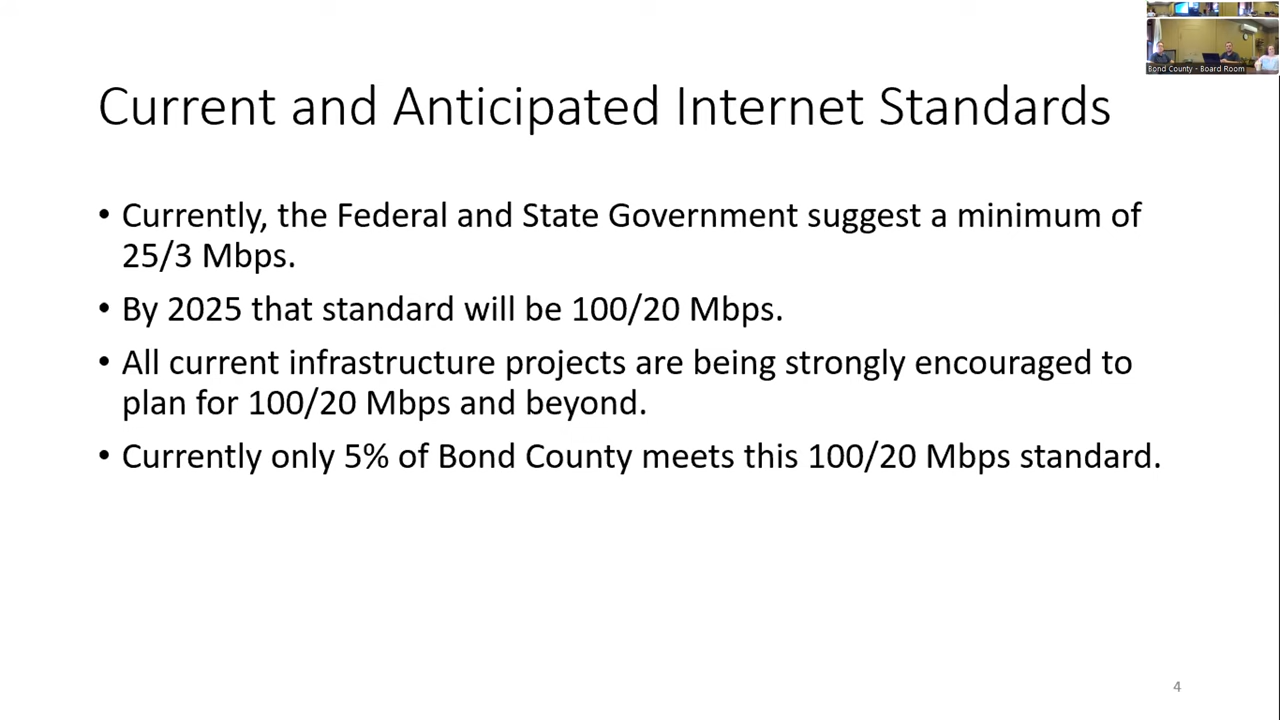 Bond County - Board Room
Current and Anticipated Internet Standards
• Currently, the Federal and State Government suggest a minimum of
25/3 Mbps.
• By 2025 that standard will be 100/20 Mbps.
• All current infrastructure projects are being strongly encouraged to
plan for 100/20 Mbps and beyond.
• Currently only 5% of Bond County meets this 100/20 Mbps standard.
4